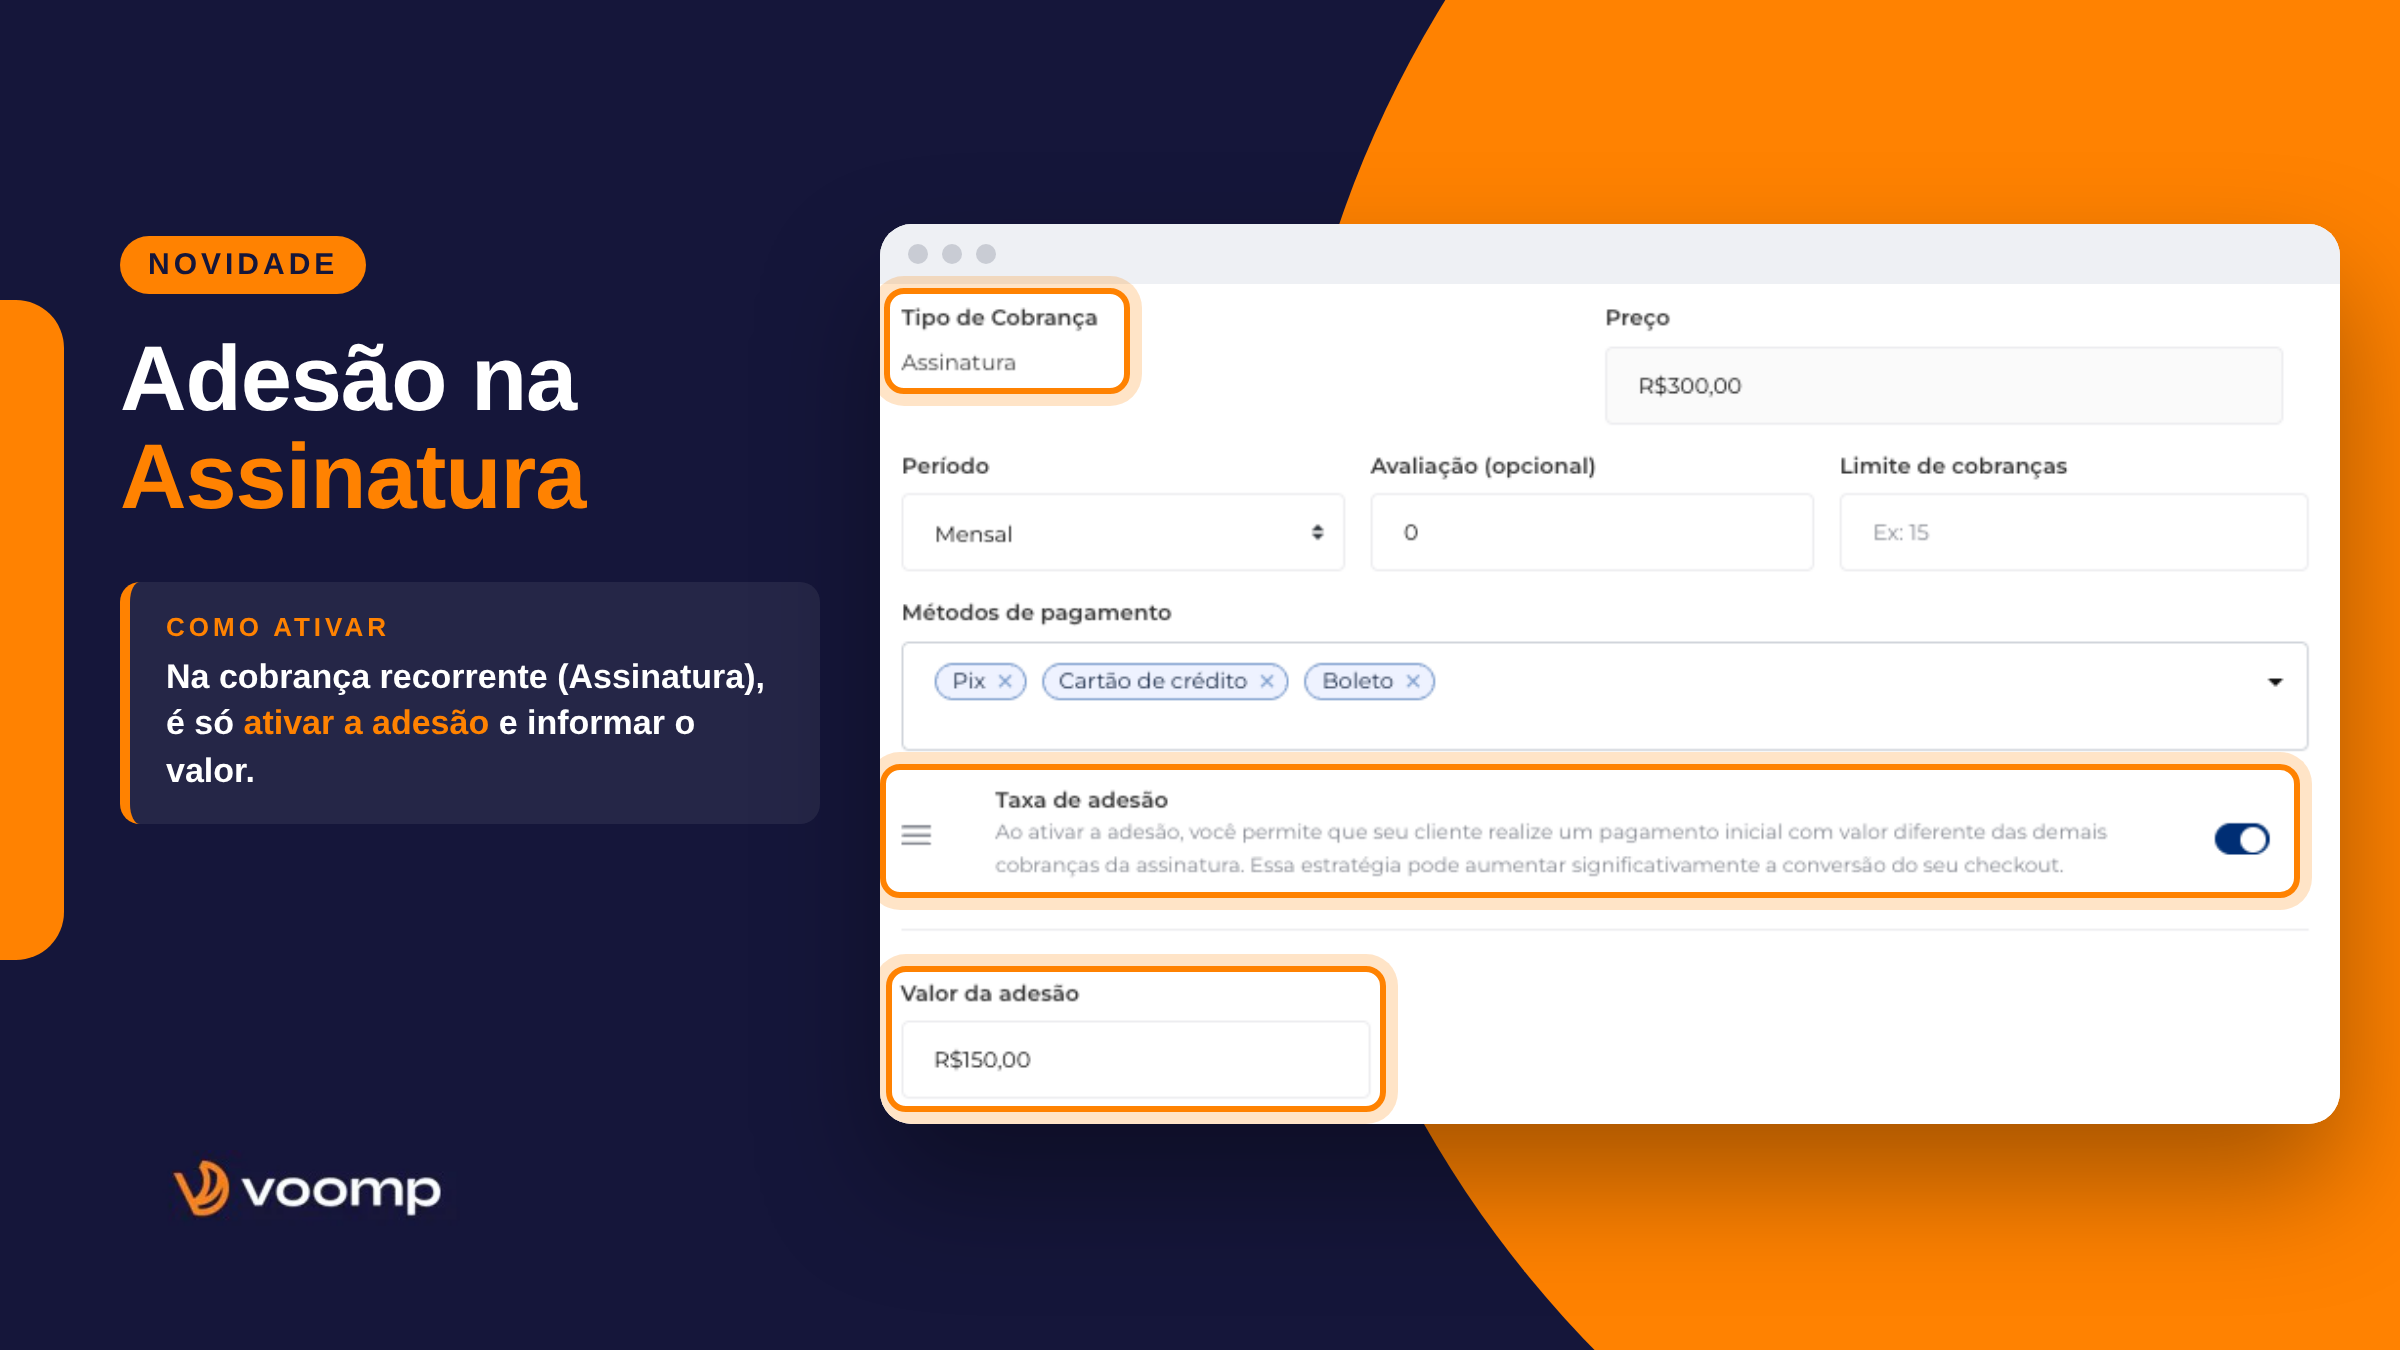 NOVIDADE
Adesão na
Assinatura
COMO ATIVAR
Na cobrança recorrente (Assinatura),
é só ativar a adesão e informar o
valor.
voomp
Tipo de Cobrança
Assinatura
Preço
R$300,00
Período
Mensal
Avaliação (opcional)
0
Limite de cobranças
Ex: 15
Métodos de pagamento
Pix
Cartão de crédito
Boleto
Taxa de adesão
Ao ativar a adesão, você permite que seu cliente realize um pagamento inicial com valor diferente das demais
cobranças da assinatura. Essa estratégia pode aumentar significativamente a conversão do seu checkout.
Valor da adesão
R$150,00